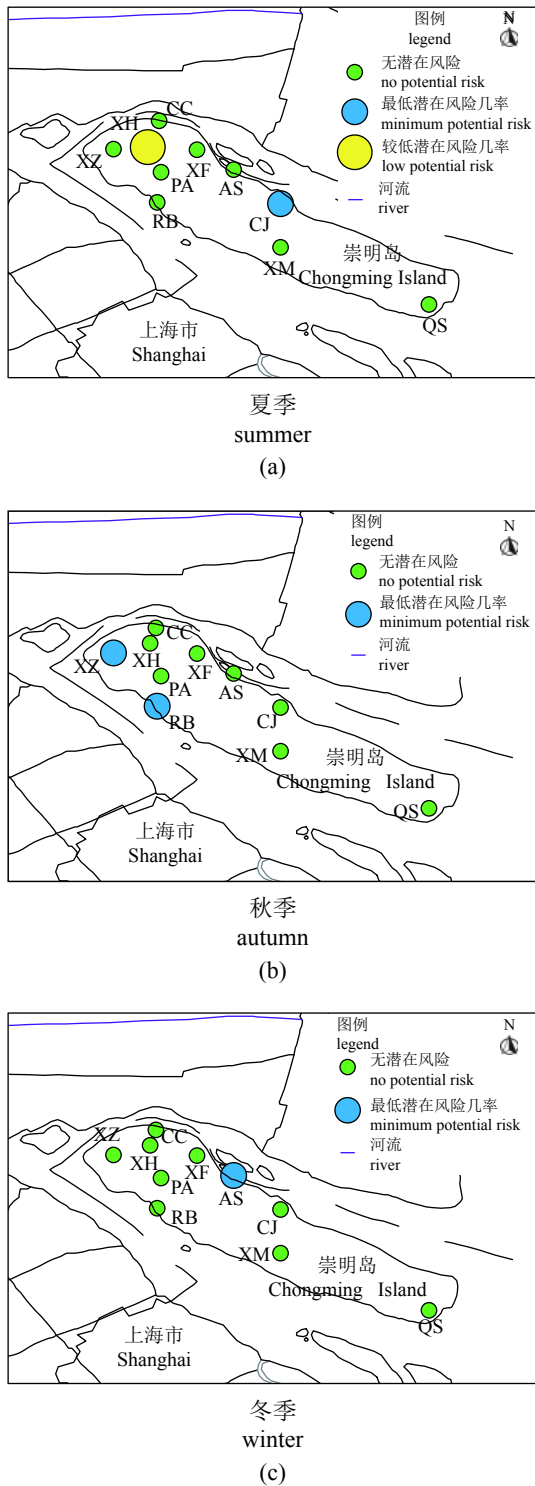 图例
N
legend
无潜在风险
no potential risk
最低潜在风险几率
minimum potential risk
较低潜在风险几率
low potential risk
河流
river
CC
XH
XZ
XF
PA
AS
RB
CJ
XM
崇明岛
Chongming Island
QS
上海市
Shanghai
夏季
summer
(a)
图例
N
legend
无潜在风险
no potential risk
最低潜在风险几率
minimum potential risk
河流
river
CC
XZ
XH
XF
PA
AS
RB
CJ
XM
崇明岛
Chongming Island
QS
上海市
Shanghai
秋季
autumn
(b)
图例
N
legend
无潜在风险
no potential risk
最低潜在风险几率
minimum potential risk
河流
river
XZ
CC
XH
XF
PA
AS
RB
CJ
XM
崇明岛
Chongming Island
QS
上海市
Shanghai
冬季
winter
(c)